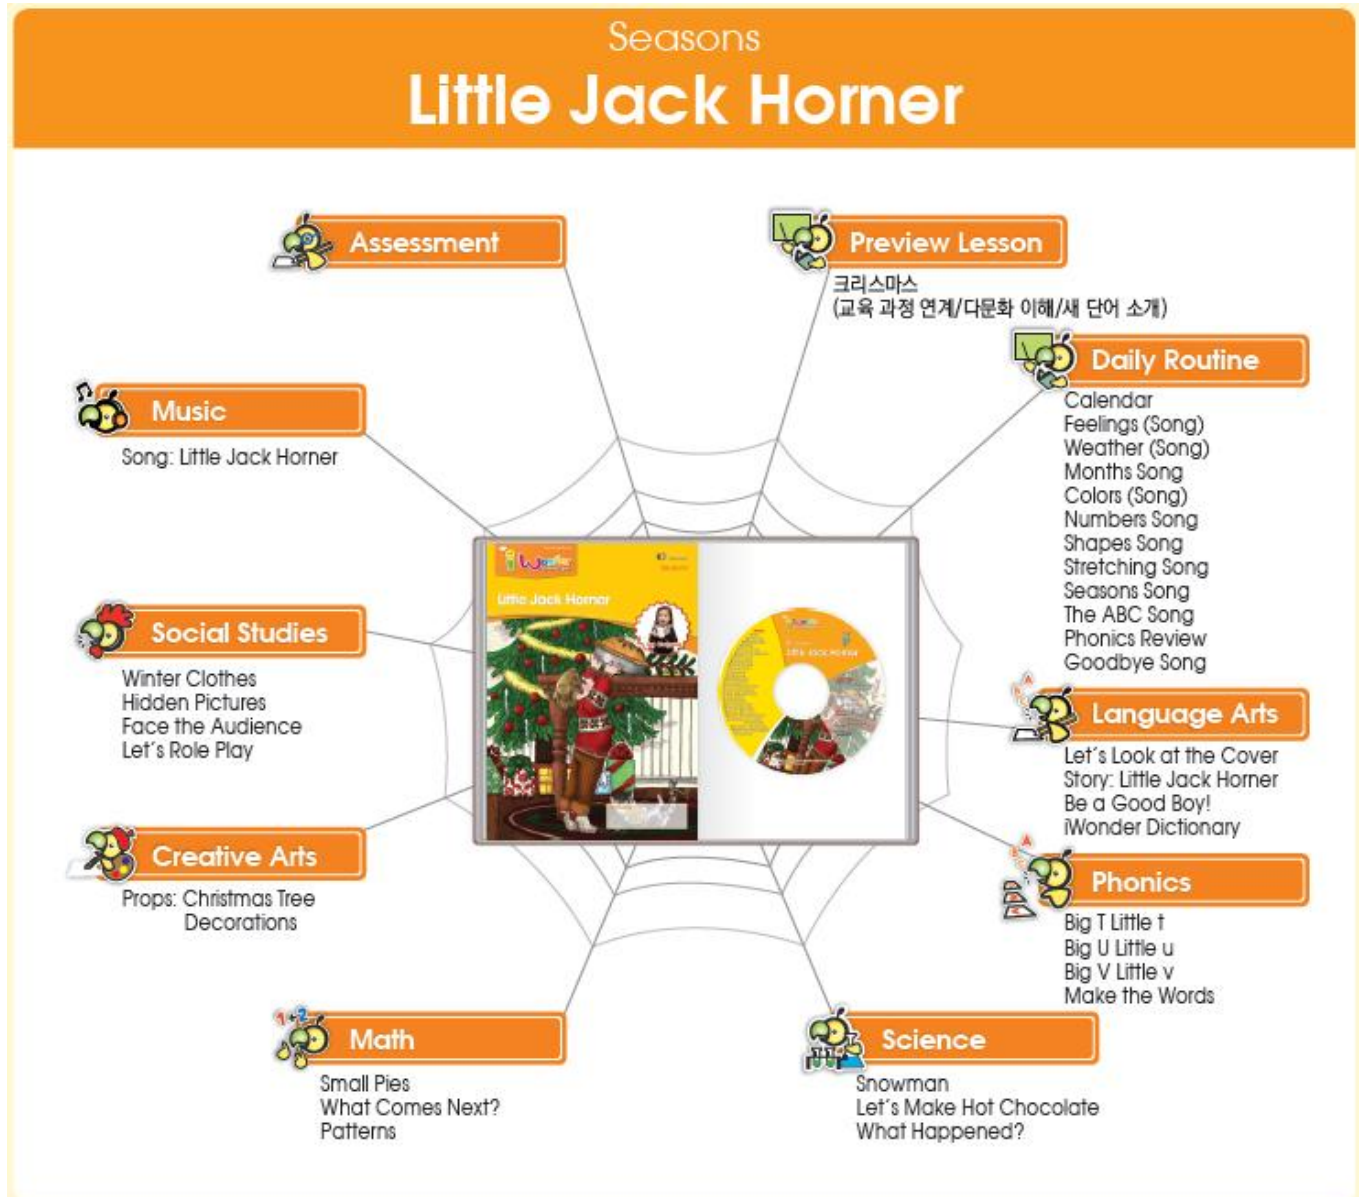 Seasons
Little Jack Horner
Assessment
Preview Lesson
크리스마스
(교육 과정 연계/다문화 이해/새 단어 소개)
Daily Routine
Calendar
Feelings (Song)
Weather (Song)
Months Song
Colors (Song)
Numbers Song
Shapes Song
Stretching Song
Seasons Song
The ABC Song
Phonics Review
Goodbye Song
Music
Song: Little Jack Horner
Social Studies
Winter Clothes
Hidden Pictures
Face the Audience
Let's Role Play
i Wonder
Little Jack Horner
Little Jack Horner
Language Arts
Let's Look at the Cover
Story: Little Jack Horner
Be a Good Boy!
iWonder Dictionary
Creative Arts
Props: Christmas Tree
Decorations
Phonics
Big T Little t
Big U Little u
Big V Little v
Make the Words
Math
Small Pies
What Comes Next?
Patterns
Science
Snowman
Let's Make Hot Chocolate
What Happened?